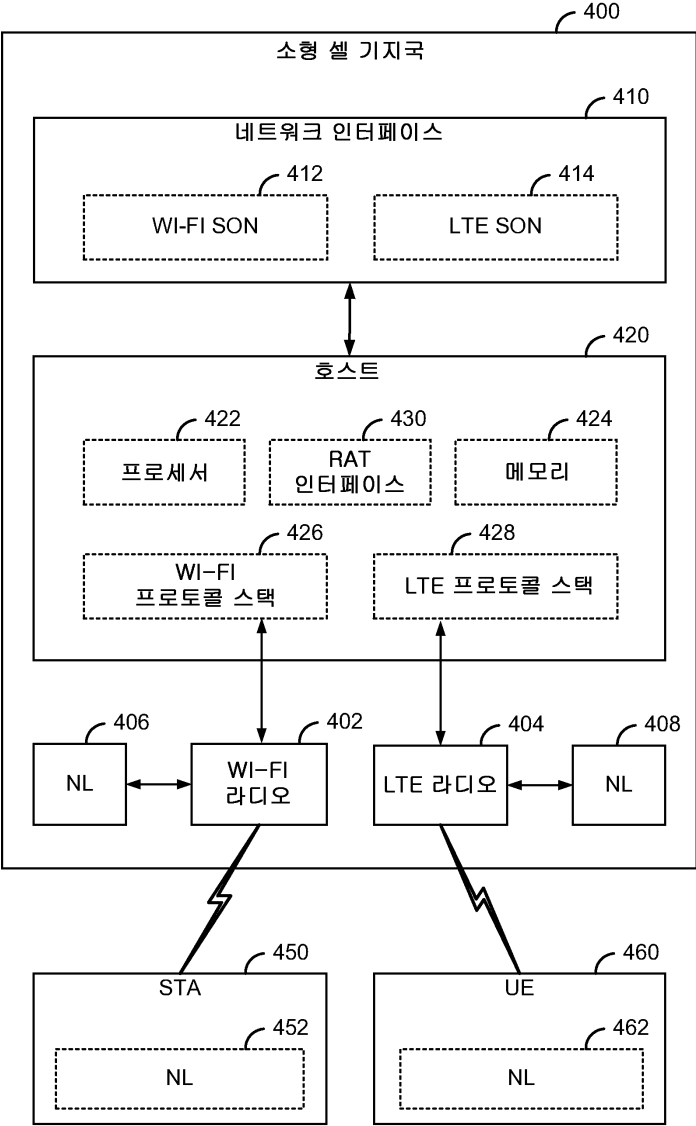 400
소형 셀 기지국
410
네트워크 인터페이스
412
414
WI-FI SON
LTE SON
420
호스트
422
430
424
프로세서
RAT
인터페이스
메모리
426
428
WI-FI
프로토콜 스택
LTE 프로토콜 스택
406
402
404
408
NL
WI-FI
라디오
LTE 라디오
NL
450
460
STA
UE
452
462
NL
NL